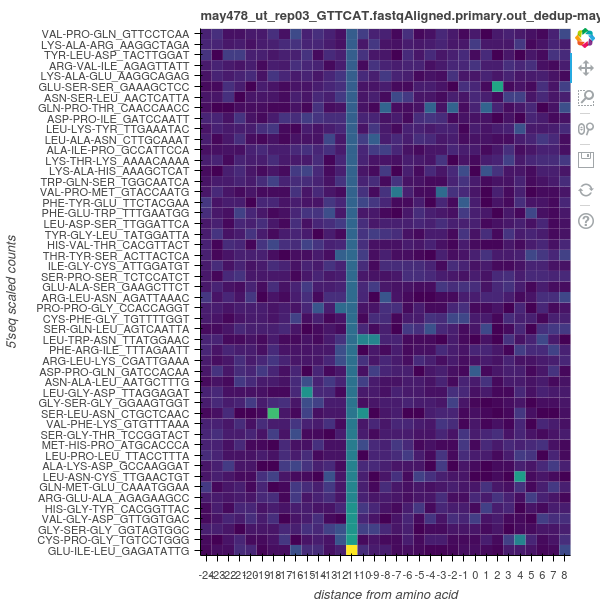 may478_ut_rep03_GTTCAT.fastqAligned.primary.out_dedup-may
VAL-PRO-GLN_GTTCCTCAA
LYS-ALA-ARG_AAGGCTAGA
TYR-LEU-ASP_TACTTGGAT
ARG-VAL-ILE_AGAGTTATT
LYS-ALA-GLU_AAGGCAGAG
GLU-SER-SER_GAAAGCTCC
ASN-SER-LEU_AACTCATTA
GLN-PRO-THR_CAACCAACC
ASP-PRO-ILE_GATCCAATT
LEU-LYS-TYR_TTGAAATAC
LEU-ALA-ASN_CTTGCAAAT
ALA-ILE-PRO_GCCATTCCA
LYS-THR-LYS_AAAACAAAA
LYS-ALA-HIS_AAAGCTCAT
TRP-GLN-SER_TGGCAATCA
VAL-PRO-MET_GTACCAATG
PHE-TYR-GLU_TTCTACGAA
PHE-GLU-TRP_TTTGAATGG
LEU-ASP-SER_TTGGATTCA
TYR-GLY-LEU_TATGGATTA
HIS-VAL-THR_CACGTTACT
THR-TYR-SER_ACTTACTCA
ILE-GLY-CYS_ATTGGATGT
SER-PRO-SER_TCTCCATCT
GLU-ALA-SER_GAAGCTTCT
ARG-LEU-ASN_AGATTAAAC
PRO-PRO-GLY_CCACCAGGT
CYS-PHE-GLY_TGTTTTGGT
SER-GLN-LEU_AGTCAATTA
LEU-TRP-ASN_TTATGGAAC
PHE-ARG-ILE_TTTAGAATT
ARG-LEU-LYS_CGATTGAAA
ASP-PRO-GLN_GATCCACAA
ASN-ALA-LEU_AATGCTTTG
LEU-GLY-ASP_TTAGGAGAT
GLY-SER-GLY_GGAAGTGGT
SER-LEU-ASN_CTGCTCAAC
VAL-PHE-LYS_GTGTTTAAA
SER-GLY-THR_TCCGGTACT
MET-HIS-PRO_ATGCACCCA
LEU-PRO-LEU_TTACCTTTA
ALA-LYS-ASP_GCCAAGGAT
LEU-ASN-CYS_TTGAACTGT
GLN-MET-GLU_CAAATGGAA
ARG-GLU-ALA_AGAGAAGCC
HIS-GLY-TYR_CACGGTTAC
VAL-GLY-ASP_GTTGGTGAC
GLY-SER-GLY_GGTAGTGGC
CYS-PRO-GLY_TGTCCTGGG
GLU-ILE-LEU_GAGATATTG
5'seq scaled counts
-24-23-22-21-20-19-18-17-16-15-14-13-12-11-10-9 -8 -7 -6 -5 -4 -3 -2 -1 0 1 2 3 4 5 6 7 8
distance from amino acid